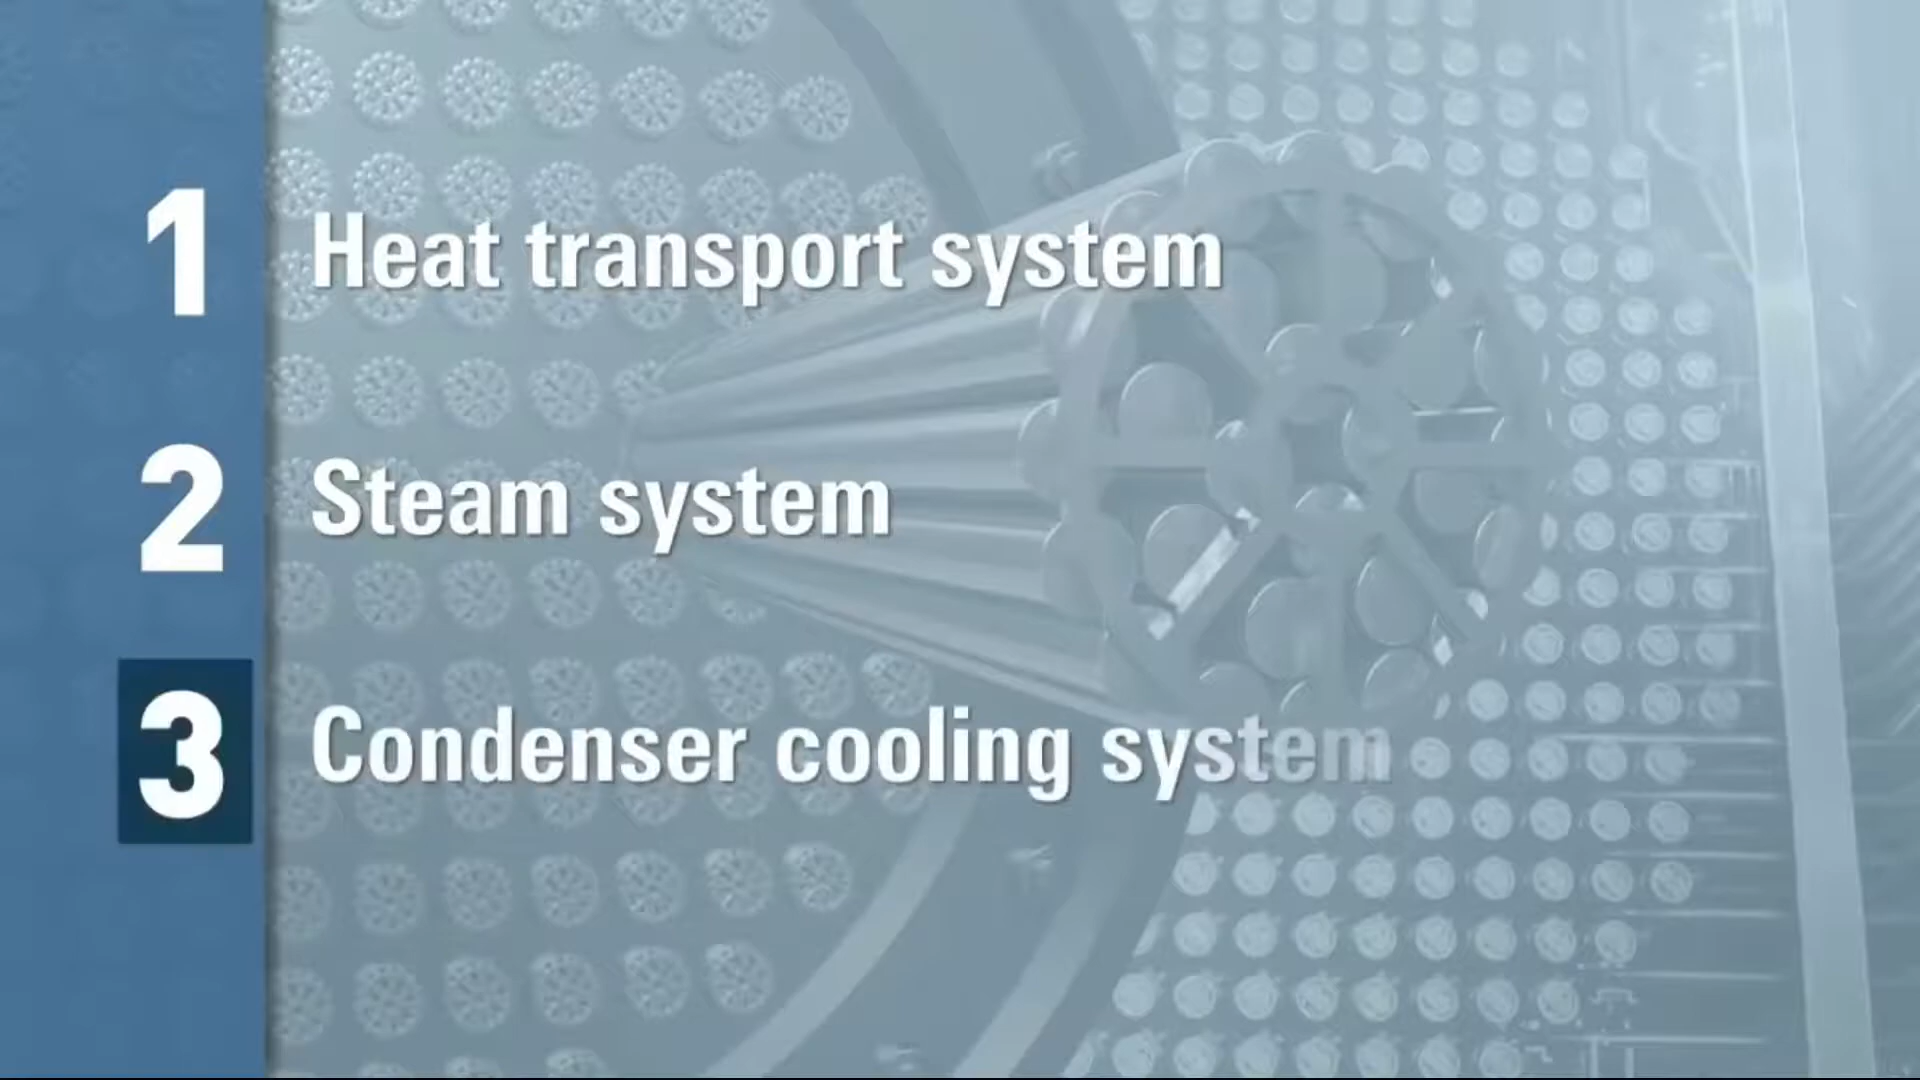 1 Heat transport system
2 Steam system
3 Condenser cooling system